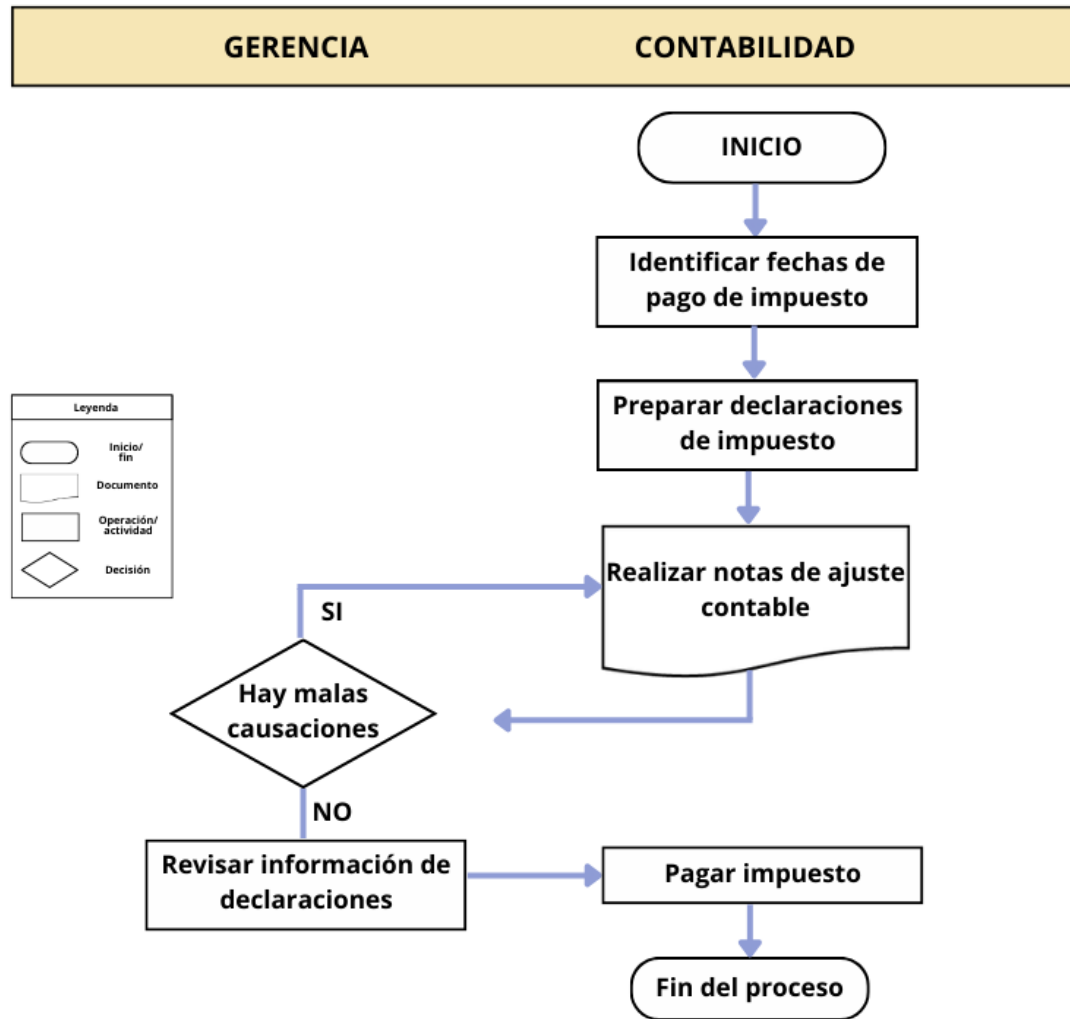 GERENCIA
CONTABILIDAD
INICIO
Identificar fechas de
pago de impuesto
Preparar declaraciones
de impuesto
Leyenda
Inicio/
fin
Documento
Operación/
actividad
Decisión
Realizar notas de ajuste
contable
SI
Hay malas
causaciones
NO
Revisar información de
declaraciones
Pagar impuesto
Fin del proceso